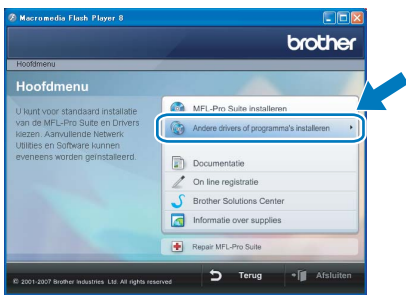 Macromedia Flash Player 8
brother
Hoofdmenu
Hoofdmenu
U kunt voor standaard installatie
van de MFL-Pro Suite en Drivers
kiezen. Aanvullende Netwerk
Utilities en Software kunnen
eveneens worden geïnstalleerd.
MFL-Pro Suite installeren
Andere drivers of programma's installeren
Documentatie
On line registratie
Brother Solutions Center
Informatie over supplies
Repair MFL-Pro Suite
© 2001-2007 Brother Industries Ltd. All rights reserved
Terug
Afsluiten